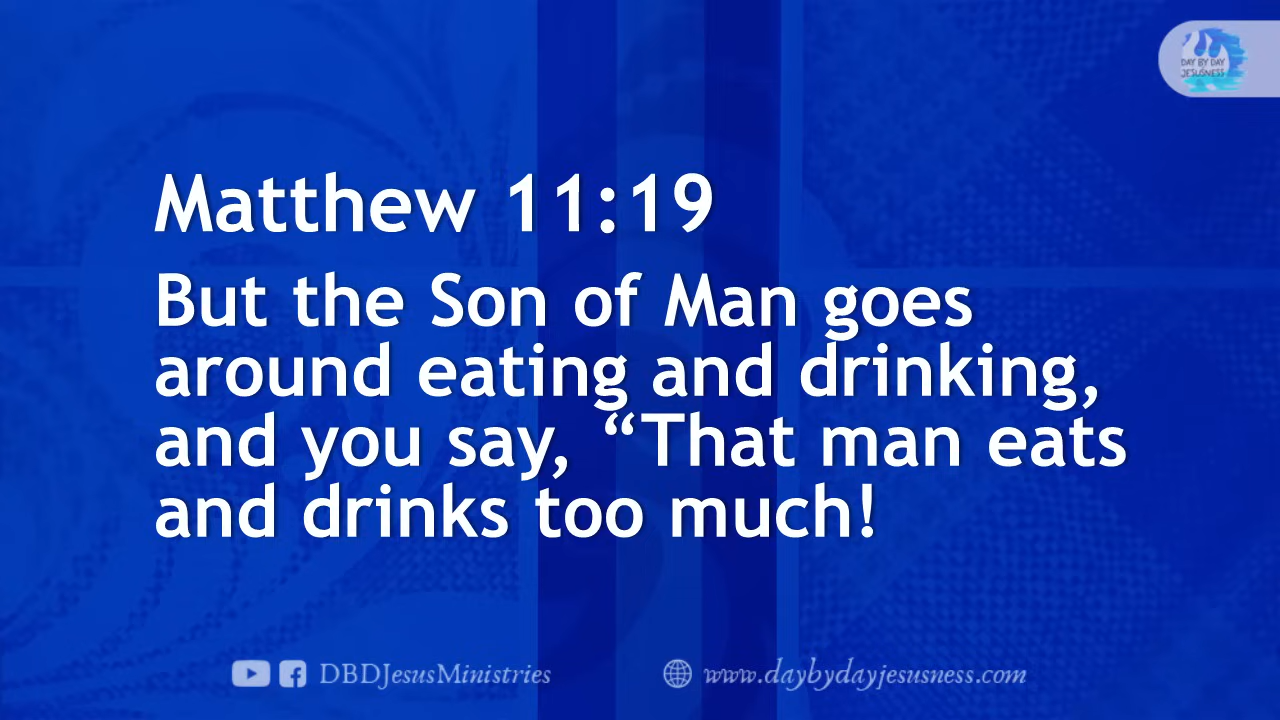 DAY BY DAY
JESUSNESS
Matthew 11:19
But the Son of Man goes
around eating and drinking,
and you say, “That man eats
and drinks too much!
DBDJesusMinistries
www.daybydayjesusness.com